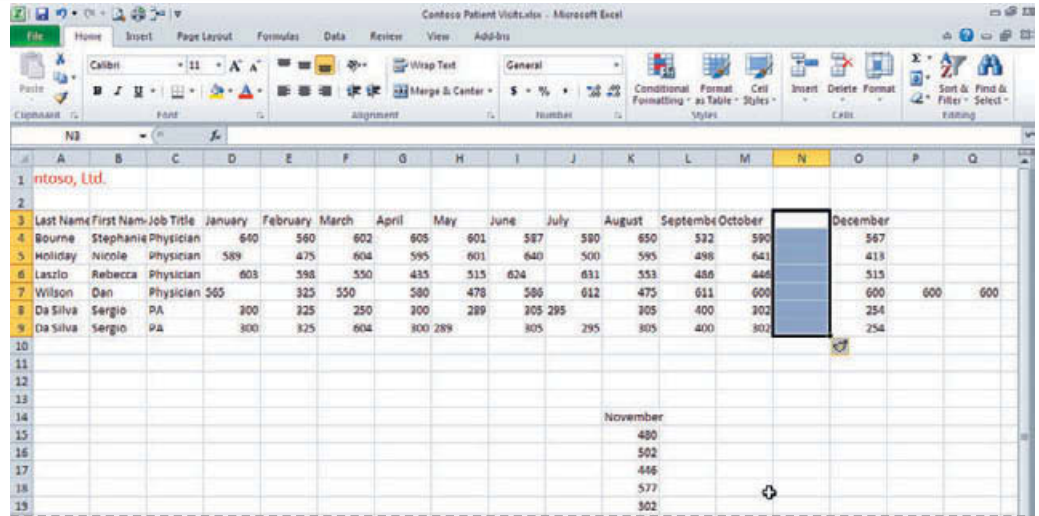 Contoso Patient Visits.xlsx - Microsoft Excel
File Home Insert Page Layout Formulas Data Review View Add-Ins
Calibri 11 A A Wrap Text General Σ
Paste B I U A Merge & Center $ % , Conditional Formatting Format as Table Cell Styles Insert Delete Format Sort & Filter Find & Select
Clipboard Font Alignment Number Styles Cells Editing
N3 fx
A B C D E F G H I J K L M N O P Q
1 ntoso, Ltd.
2
3 Last Name First Nam Job Title January February March April May June July August Septembe October December
4 Bourne Stephanie Physician 640 560 602 605 601 587 580 650 532 590 567
5 Holiday Nicole Physician 589 475 604 595 601 640 500 595 498 641 413
6 Laszlo Rebecca Physician 603 598 550 435 515 624 631 553 486 446 515
7 Wilson Dan Physician 565 325 550 580 478 586 612 475 611 600 600 600 600
8 Da Silva Sergio PA 300 325 250 300 289 305 295 305 400 302 254
9 Da Silva Sergio PA 300 325 604 300 289 305 295 305 400 302 254
10
11
12
13
14 November
15 480
16 502
17 446
18 577
19 302